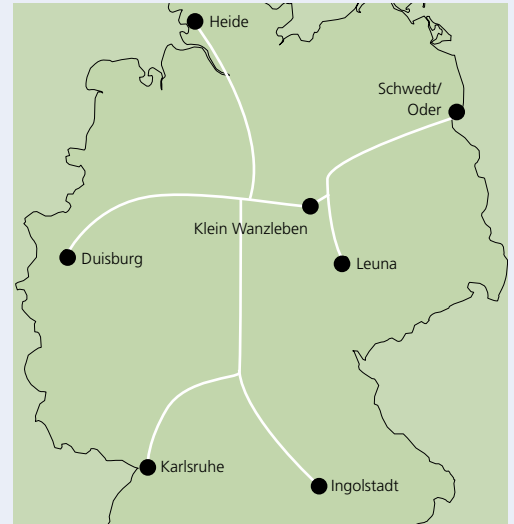 Heide
Schwedt/
Oder
Klein Wanzleben
Duisburg
Leuna
Karlsruhe
Ingolstadt